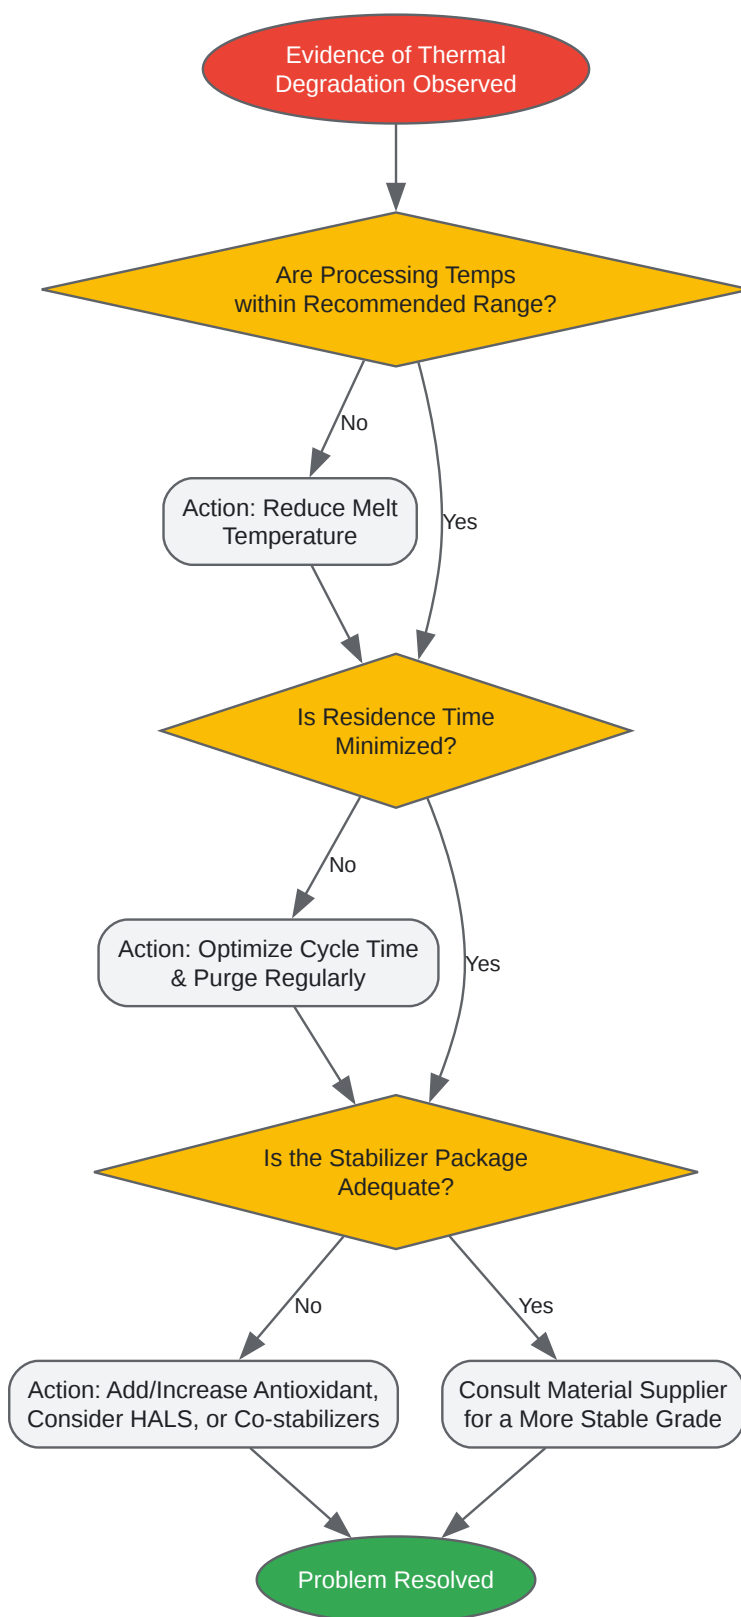 Evidence of Thermal
Degradation Observed
Are Processing Temps
within Recommended Range?
No
Action: Reduce Melt
Temperature
Yes
Is Residence Time
Minimized?
No
Action: Optimize Cycle Time
& Purge Regularly
Yes
Is the Stabilizer Package
Adequate?
No
Yes
Action: Add/Increase Antioxidant,
Consider HALS, or Co-stabilizers
Consult Material Supplier
for a More Stable Grade
Problem Resolved